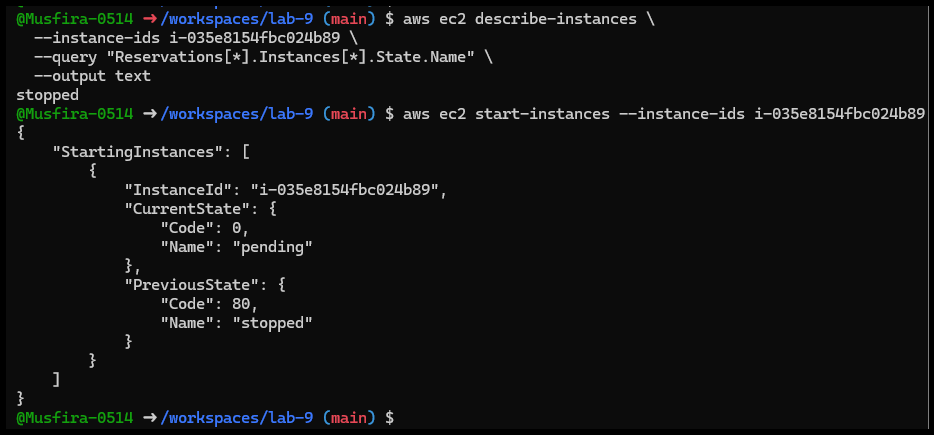 @Musfira-0514 ➜/workspaces/lab-9 (main) $ aws ec2 describe-instances \
  --instance-ids i-035e8154fbc024b89 \
  --query "Reservations[*].Instances[*].State.Name" \
  --output text
stopped
@Musfira-0514 ➜/workspaces/lab-9 (main) $ aws ec2 start-instances --instance-ids i-035e8154fbc024b89
{
    "StartingInstances": [
        {
            "InstanceId": "i-035e8154fbc024b89",
            "CurrentState": {
                "Code": 0,
                "Name": "pending"
            },
            "PreviousState": {
                "Code": 80,
                "Name": "stopped"
            }
        }
    ]
}
@Musfira-0514 ➜/workspaces/lab-9 (main) $